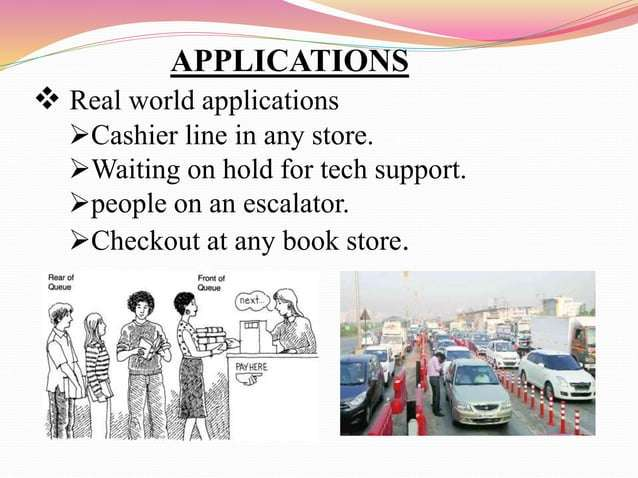 APPLICATIONS
❖ Real world applications
➢Cashier line in any store.
➢Waiting on hold for tech support.
➢people on an escalator.
➢Checkout at any book store.
Rear of
Queue
Front of
Queue
next...
PAY HERE